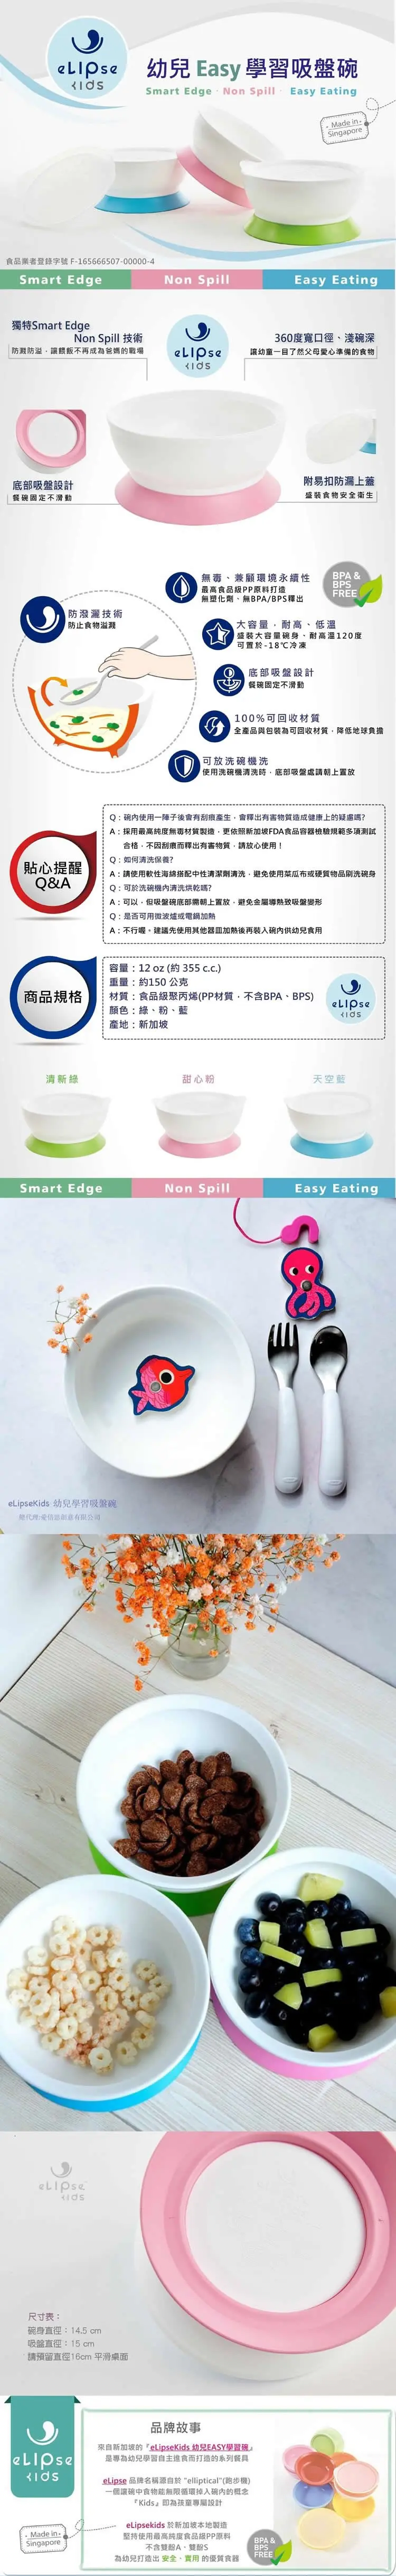 eLIPse
KIDS
幼兒 Easy 學習吸盤碗
Smart Edge · Non Spill · Easy Eating
Made in
Singapore
食品業者登錄字號 F-165666507-00000-4
Smart Edge
Non Spill
Easy Eating
獨特Smart Edge
Non Spill 技術
防濺防溢，讓餵飯不再成為爸媽的戰場
eLIPse
KIDS
360度寬口徑、淺碗深
讓幼童一目了然父母愛心準備的食物
底部吸盤設計
餐碗固定不滑動
附易扣防漏上蓋
盛裝食物安全衛生
防潑灑技術
防止食物溢濺
無毒、兼顧環境永續性
最高食品級PP原料打造
無塑化劑、無BPA/BPS釋出
BPA &
BPS
FREE
大容量，耐高、低溫
盛裝大容量碗身、耐高溫120度
可置於-18℃冷凍
底部吸盤設計
餐碗固定不滑動
100%可回收材質
全產品與包裝為可回收材質，降低地球負擔
可放洗碗機洗
使用洗碗機清洗時，底部吸盤處請朝上置放
貼心提醒
Q&A
Q：碗內使用一陣子後會有刮痕產生，會釋出有害物質造成健康上的疑慮嗎?
A：採用最高純度無毒材質製造，更依照新加坡FDA食品容器檢驗規範多項測試
合格，不因刮痕而釋出有害物質，請放心使用！
Q：如何清洗保養?
A：請使用軟性海綿搭配中性清潔劑清洗，避免使用菜瓜布或硬質物品刷洗碗身
Q：可於洗碗機內清洗烘乾嗎?
A：可以，但吸盤碗底部需朝上置放，避免金屬導熱致吸盤變形
Q：是否可用微波爐或電鍋加熱
A：不行喔，建議先使用其他器皿加熱後再裝入碗內供幼兒食用
商品規格
容量：12 oz (約 355 c.c.)
重量：約150 公克
材質：食品級聚丙烯(PP材質，不含BPA、BPS)
顏色：綠、粉、藍
產地：新加坡
eLIPse
KIDS
清新綠
甜心粉
天空藍
Smart Edge
Non Spill
Easy Eating
eLipseKids 幼兒學習吸盤碗
eLIPse
KIDS
尺寸表：
碗身直徑：14.5 cm
吸盤直徑：15 cm
請預留直徑16cm 平滑桌面
eLIPse
KIDS
品牌故事
來自新加坡的『eLipseKids 幼兒EASY學習碗』
是專為幼兒學習自主進食而打造的系列餐具
eLipse 品牌名稱源自於 "elliptical"(跑步機)
一個讓碗中食物能無限循環掉入碗內的概念
『Kids』即為孩童專屬設計
Made in
Singapore
eLipsekids 於新加坡本地製造
堅持使用最高純度食品級PP原料
不含雙酚A、雙酚S
為幼兒打造出 安全、實用 的優質食器
BPA &
BPS
FREE